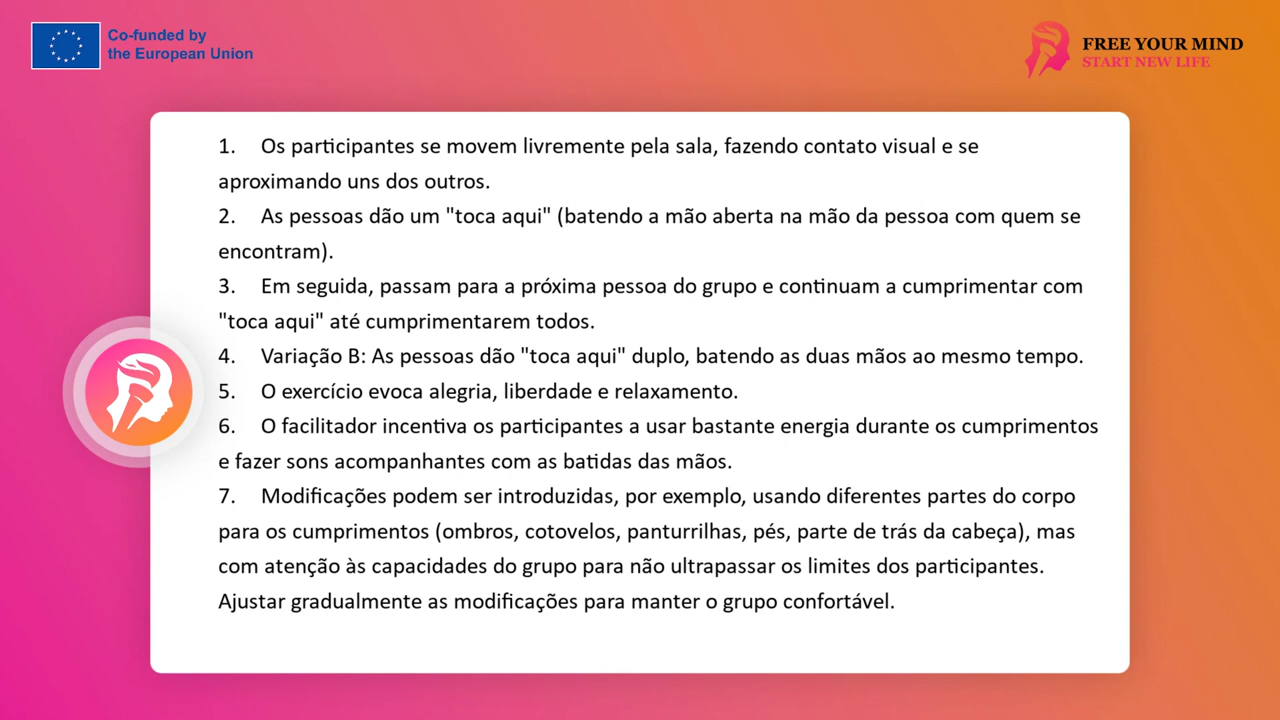 Co-funded by
the European Union
FREE YOUR MIND
START NEW LIFE
1. Os participantes se movem livremente pela sala, fazendo contato visual e se
aproximando uns dos outros.
2. As pessoas dão um "toca aqui" (batendo a mão aberta na mão da pessoa com quem se
encontram).
3. Em seguida, passam para a próxima pessoa do grupo e continuam a cumprimentar com
"toca aqui" até cumprimentarem todos.
4. Variação B: As pessoas dão "toca aqui" duplo, batendo as duas mãos ao mesmo tempo.
5. O exercício evoca alegria, liberdade e relaxamento.
6. O facilitador incentiva os participantes a usar bastante energia durante os cumprimentos
e fazer sons acompanhantes com as batidas das mãos.
7. Modificações podem ser introduzidas, por exemplo, usando diferentes partes do corpo
para os cumprimentos (ombros, cotovelos, panturrilhas, pés, parte de trás da cabeça), mas
com atenção às capacidades do grupo para não ultrapassar os limites dos participantes.
Ajustar gradualmente as modificações para manter o grupo confortável.